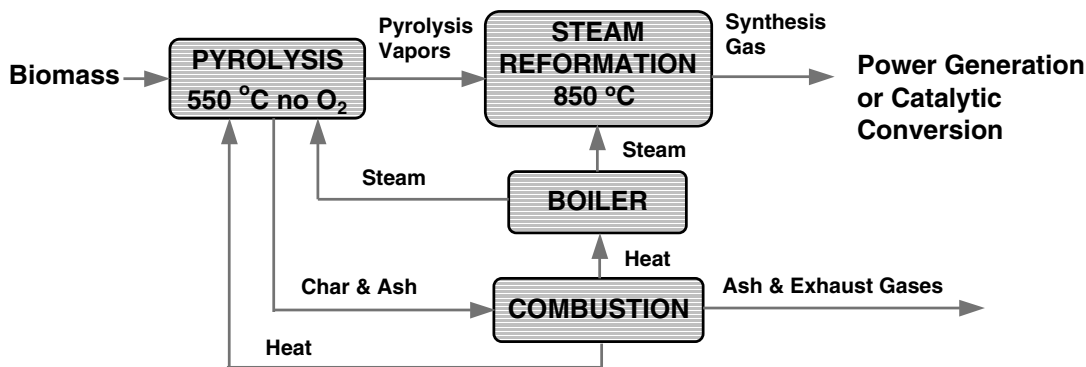 Biomass
PYROLYSIS
550 °C no O₂
Pyrolysis
Vapors
STEAM
REFORMATION
850 °C
Synthesis
Gas
Power Generation
or Catalytic
Conversion
Steam
Steam
BOILER
Heat
Char & Ash
COMBUSTION
Ash & Exhaust Gases
Heat